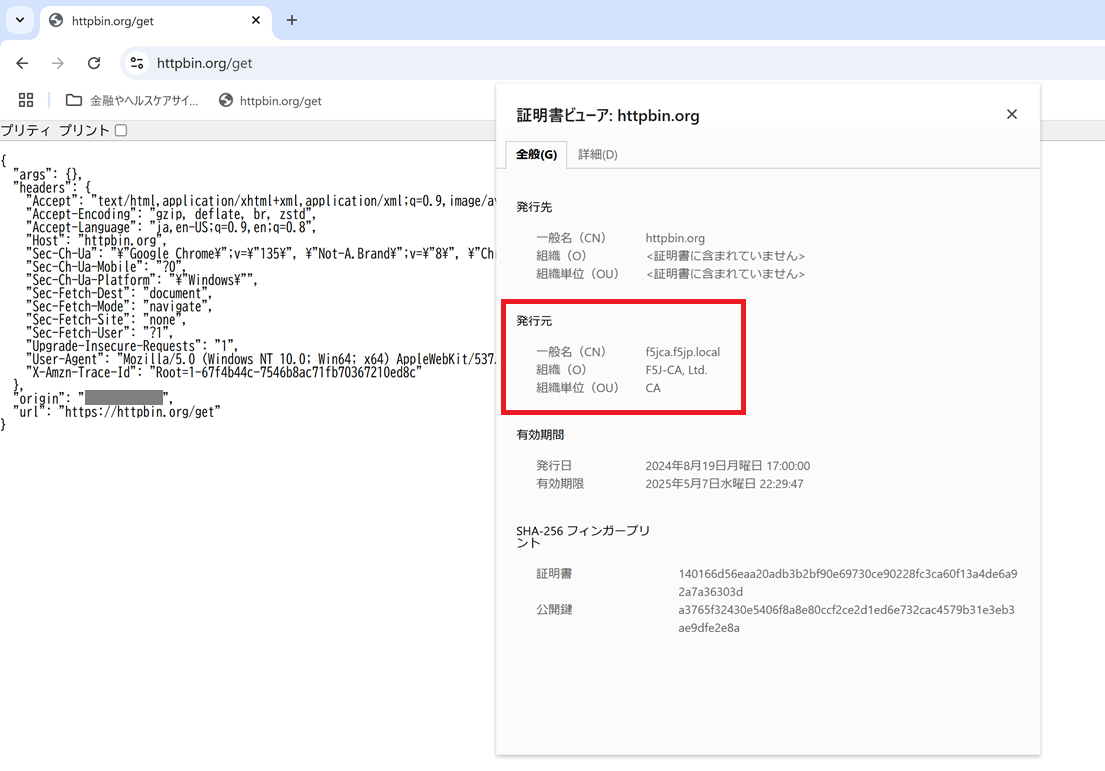 httpbin.org/get
httpbin.org/get
金融やヘルスケアサイ...
httpbin.org/get
プリティ プリント
{
  "args": {},
  "headers": {
    "Accept": "text/html,application/xhtml+xml,application/xml;q=0.9,image/av
    "Accept-Encoding": "gzip, deflate, br, zstd",
    "Accept-Language": "ja,en-US;q=0.9,en;q=0.8",
    "Host": "httpbin.org",
    "Sec-Ch-Ua": "\"Google Chrome\";v=\"135\", \"Not-A.Brand\";v=\"8\", \"Ch
    "Sec-Ch-Ua-Mobile": "?0",
    "Sec-Ch-Ua-Platform": "\"Windows\"",
    "Sec-Fetch-Dest": "document",
    "Sec-Fetch-Mode": "navigate",
    "Sec-Fetch-Site": "none",
    "Sec-Fetch-User": "?1",
    "Upgrade-Insecure-Requests": "1",
    "User-Agent": "Mozilla/5.0 (Windows NT 10.0; Win64; x64) AppleWebKit/537.
    "X-Amzn-Trace-Id": "Root=1-67f4b44c-7546b8ac71fb70367210ed8c"
  },
  "origin": "",
  "url": "https://httpbin.org/get"
}
証明書ビューア: httpbin.org
全般(G) 詳細(D)
発行先
一般名（CN） httpbin.org
組織（O） <証明書に含まれていません>
組織単位（OU） <証明書に含まれていません>
発行元
一般名（CN） f5jca.f5jp.local
組織（O） F5J-CA, Ltd.
組織単位（OU） CA
有効期間
発行日 2024年8月19日月曜日 17:00:00
有効期限 2025年5月7日水曜日 22:29:47
SHA-256 フィンガープリ
ント
証明書 140166d56eaa20adb3b2bf90e69730ce90228fc3ca60f13a4de6a9
2a7a36303d
公開鍵 a3765f32430e5406f8a8e80ccf2ce2d1ed6e732cac4579b31e3eb3
ae9dfe2e8a